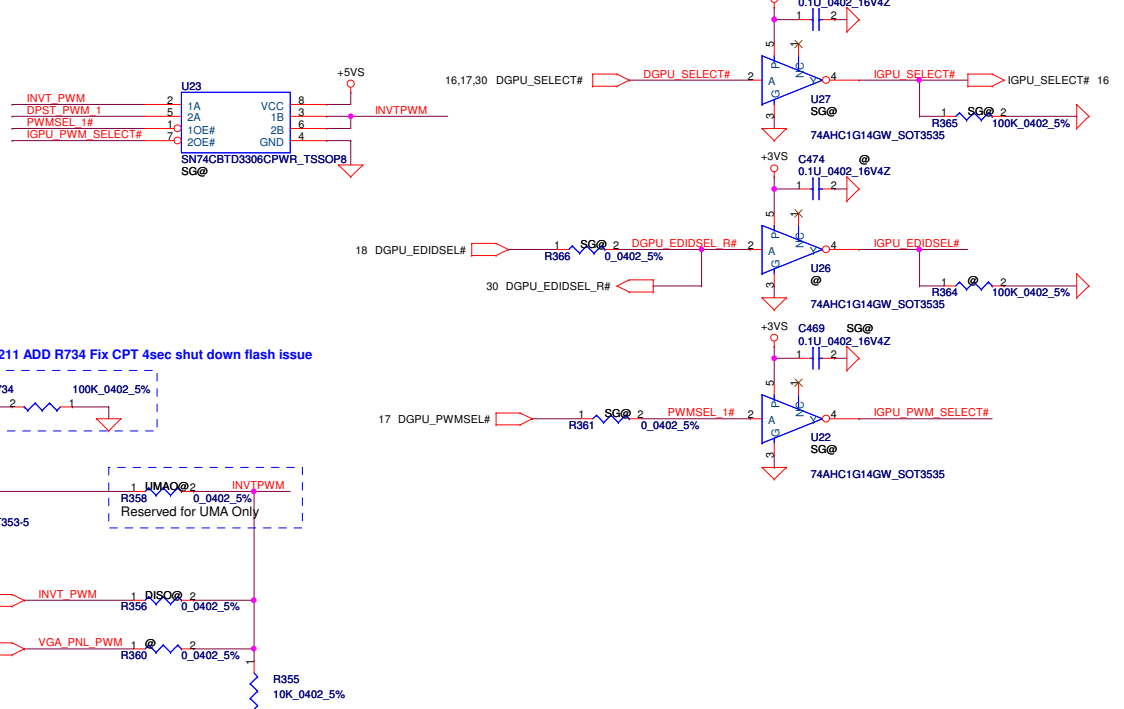 0.1U_0402_16V4Z
1 2
5 1
P NC
16,17,30 DGPU_SELECT# DGPU_SELECT# 2 A Y 4 IGPU_SELECT# IGPU_SELECT# 16
G
3
U27
SG@
74AHC1G14GW_SOT3535
1 SG@ 2
R365 100K_0402_5%
+5VS
U23
INVT_PWM 2 1A VCC 8
DPST_PWM_1 5 2A 1B 3 INVTPWM
PWMSEL_1# 1 1OE# 2B 6
IGPU_PWM_SELECT# 7 2OE# GND 4
SN74CBTD3306CPWR_TSSOP8
SG@
+3VS C474 @
0.1U_0402_16V4Z
1 2
5 1
P NC
18 DGPU_EDIDSEL# 1 SG@ 2 DGPU_EDIDSEL_R# 2 A Y 4 IGPU_EDIDSEL#
R366 0_0402_5%
G
3
30 DGPU_EDIDSEL_R#
U26
@
74AHC1G14GW_SOT3535
1 @ 2
R364 100K_0402_5%
+3VS C469 SG@
0.1U_0402_16V4Z
1 2
5 1
P NC
17 DGPU_PWMSEL# 1 SG@ 2 PWMSEL_1# 2 A Y 4 IGPU_PWM_SELECT#
R361 0_0402_5%
G
3
U22
SG@
74AHC1G14GW_SOT3535
211 ADD R734 Fix CPT 4sec shut down flash issue
734 100K_0402_5%
2 1
1 UMAO@ 2 INVTPWM
R358 0_0402_5%
Reserved for UMA Only
T353-5
INVT_PWM 1 DISO@ 2
R356 0_0402_5%
VGA_PNL_PWM 1 @ 2
R360 0_0402_5%
1
R355
10K_0402_5%